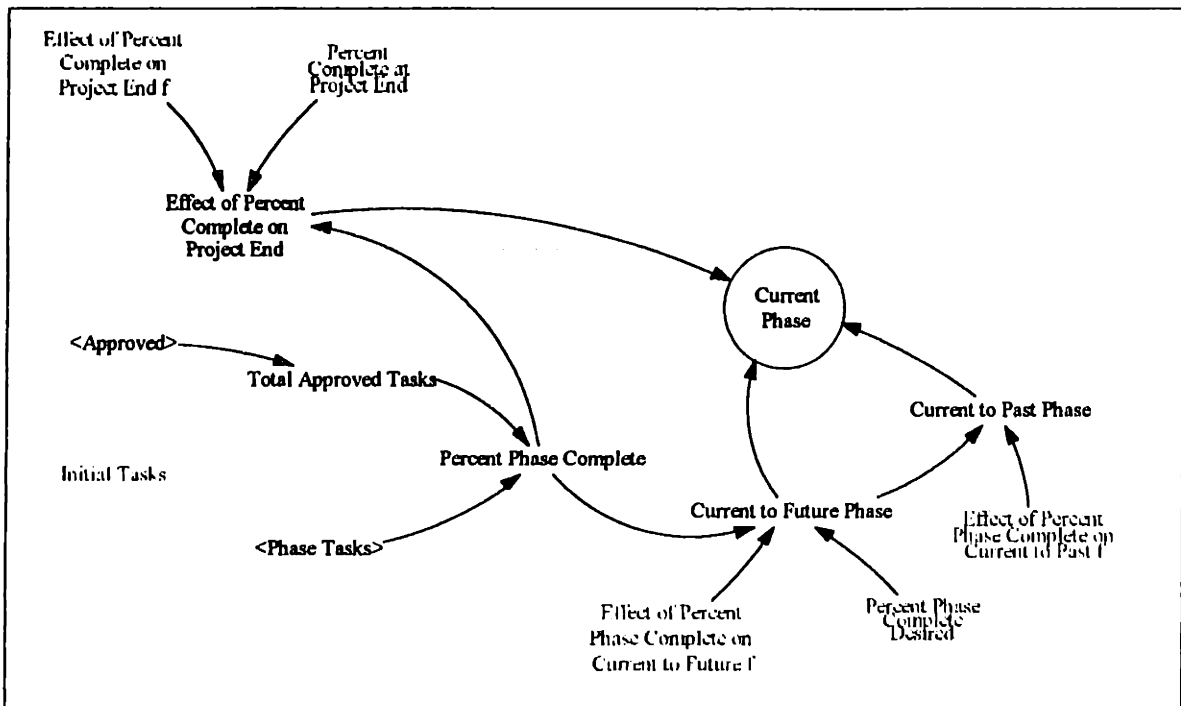 Effect of Percent
Complete on
Project End f
Percent
Complete at
Project End
Effect of Percent
Complete on
Project End
Current
Phase
<Approved>
Total Approved Tasks
Current to Past Phase
Percent Phase Complete
Initial Tasks
Current to Future Phase
Effect of Percent
Phase Complete on
Current to Past f
<Phase Tasks>
Effect of Percent
Phase Complete on
Current to Future f
Percent Phase
Complete
Desired